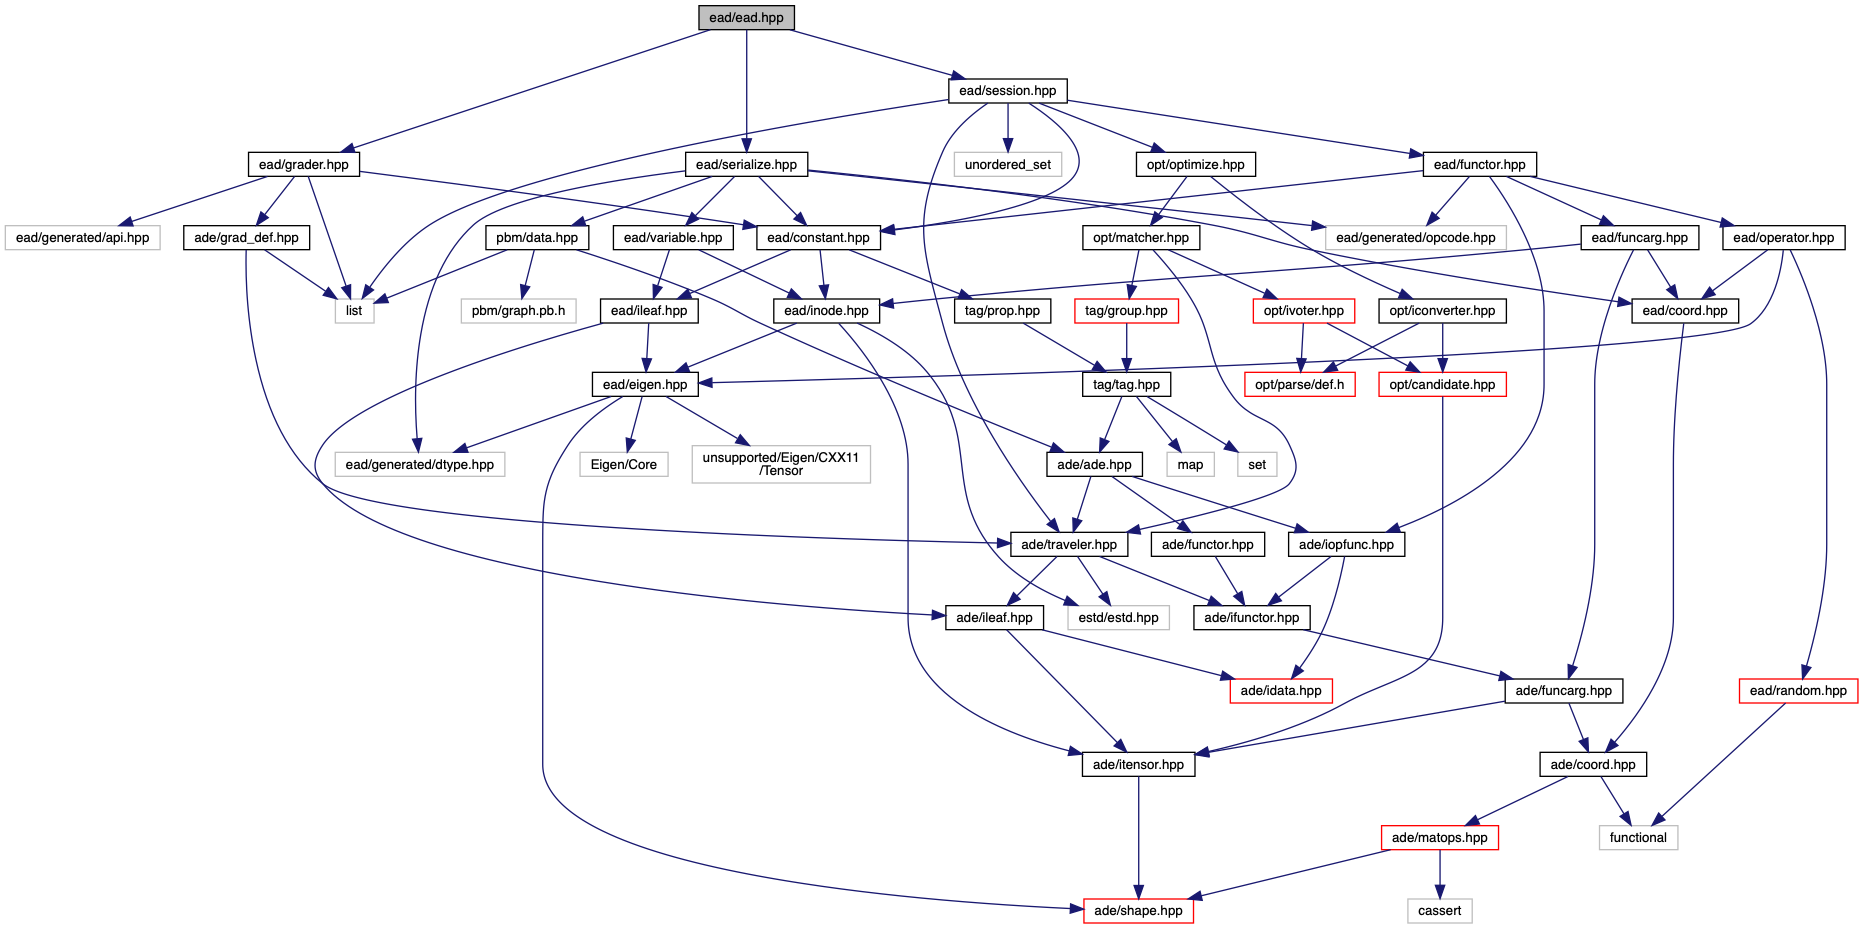 ead/ead.hpp
ead/session.hpp
ead/grader.hpp
ead/serialize.hpp
unordered_set
opt/optimize.hpp
ead/functor.hpp
ead/generated/api.hpp
ade/grad_def.hpp
pbm/data.hpp
ead/variable.hpp
ead/constant.hpp
opt/matcher.hpp
ead/generated/opcode.hpp
ead/funcarg.hpp
ead/operator.hpp
list
pbm/graph.pb.h
ead/ileaf.hpp
ead/inode.hpp
tag/prop.hpp
tag/group.hpp
opt/ivoter.hpp
opt/iconverter.hpp
ead/coord.hpp
ead/eigen.hpp
tag/tag.hpp
opt/parse/def.h
opt/candidate.hpp
ead/generated/dtype.hpp
Eigen/Core
unsupported/Eigen/CXX11
/Tensor
ade/ade.hpp
map
set
ade/traveler.hpp
ade/functor.hpp
ade/iopfunc.hpp
ade/ileaf.hpp
estd/estd.hpp
ade/ifunctor.hpp
ade/idata.hpp
ade/funcarg.hpp
ead/random.hpp
ade/itensor.hpp
ade/coord.hpp
ade/matops.hpp
functional
ade/shape.hpp
cassert